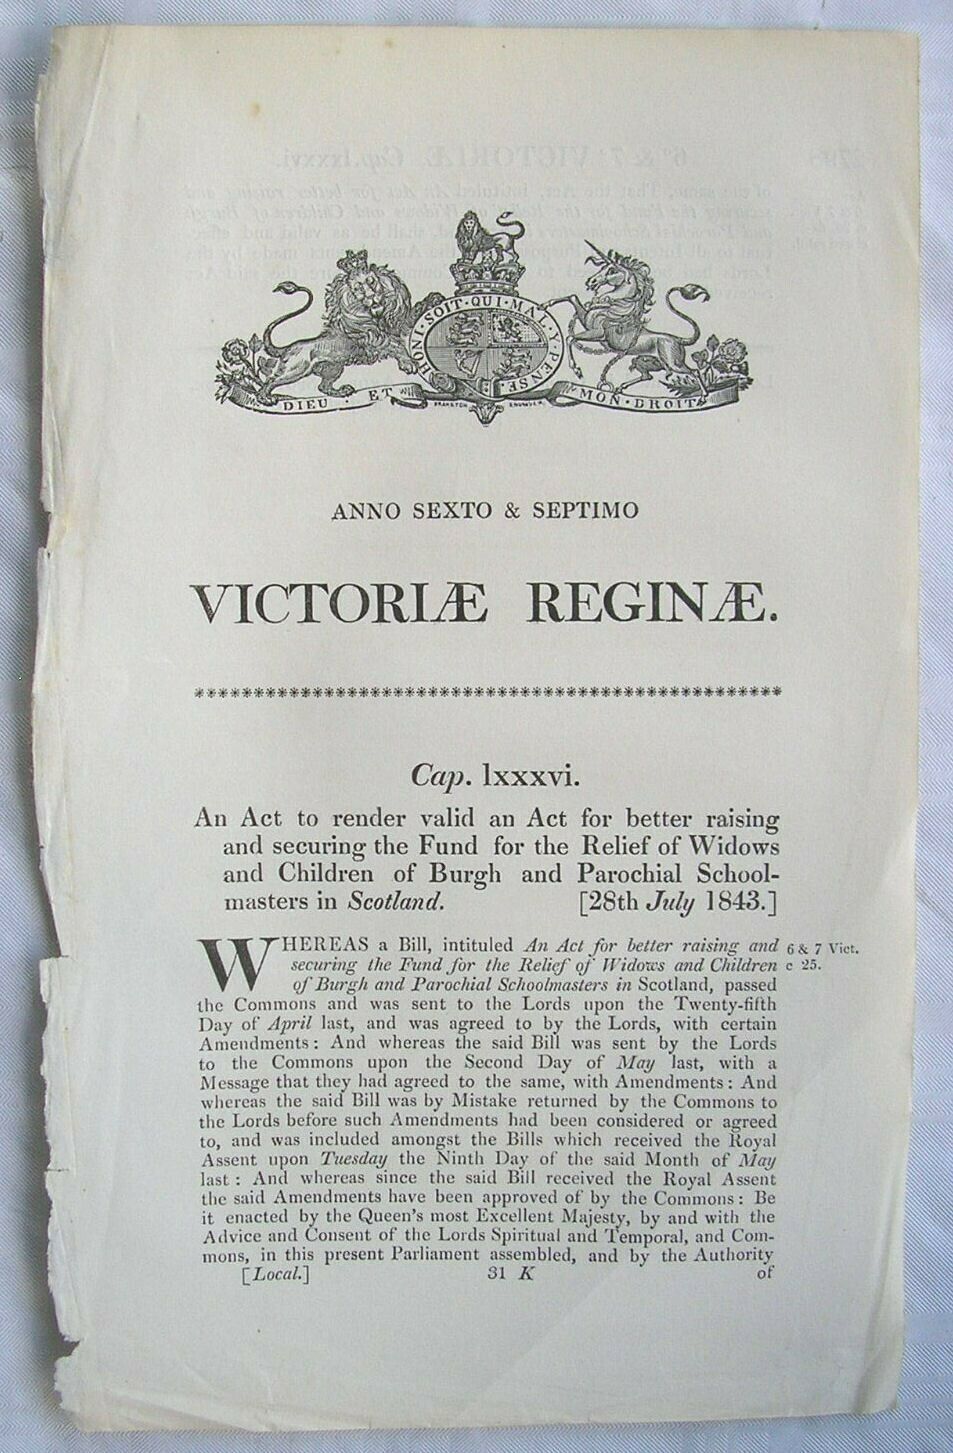 HONI·SOIT·QUI·MAL·Y·PENSE
DIEU ET MON·DROIT
ANNO SEXTO & SEPTIMO
VICTORIÆ REGINÆ.
Cap. lxxxvi.
An Act to render valid an Act for better raising
and securing the Fund for the Relief of Widows
and Children of Burgh and Parochial School-
masters in Scotland. [28th July 1843.]
WHEREAS a Bill, intituled An Act for better raising and 6 & 7 Vict.
securing the Fund for the Relief of Widows and Children c 25.
of Burgh and Parochial Schoolmasters in Scotland, passed
the Commons and was sent to the Lords upon the Twenty-fifth
Day of April last, and was agreed to by the Lords, with certain
Amendments: And whereas the said Bill was sent by the Lords
to the Commons upon the Second Day of May last, with a
Message that they had agreed to the same, with Amendments: And
whereas the said Bill was by Mistake returned by the Commons to
the Lords before such Amendments had been considered or agreed
to, and was included amongst the Bills which received the Royal
Assent upon Tuesday the Ninth Day of the said Month of May
last: And whereas since the said Bill received the Royal Assent
the said Amendments have been approved of by the Commons: Be
it enacted by the Queen's most Excellent Majesty, by and with the
Advice and Consent of the Lords Spiritual and Temporal, and Com-
mons, in this present Parliament assembled, and by the Authority
[Local.] 31 K of